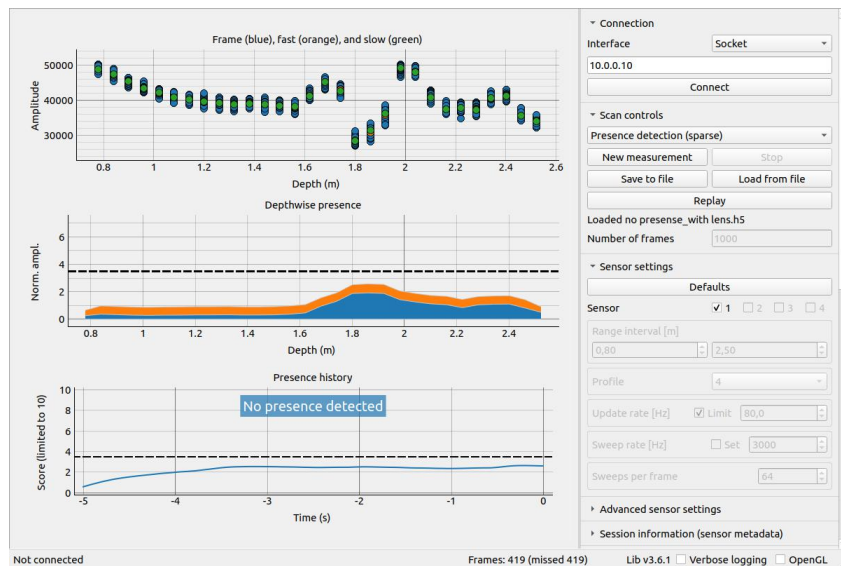 Frame (blue), fast (orange), and slow (green)
50000
40000
30000
Amplitude
0.8 1 1.2 1.4 1.6 1.8 2 2.2 2.4 2.6
Depth (m)
Depthwise presence
6
4
2
0
Norm. ampl.
0.8 1 1.2 1.4 1.6 1.8 2 2.2 2.4
Depth (m)
Presence history
No presence detected
10
8
6
4
2
0
Score (limited to 10)
-5 -4 -3 -2 -1 0
Time (s)
Connection
Interface Socket
10.0.0.10
Connect
Scan controls
Presence detection (sparse)
New measurement Stop
Save to file Load from file
Replay
Loaded no presense_with lens.h5
Number of frames 1000
Sensor settings
Defaults
Sensor 1 2 3 4
Range interval [m]
0,80 2,50
Profile 4
Update rate [Hz] Limit 80,0
Sweep rate [Hz] Set 3000
Sweeps per frame 64
Advanced sensor settings
Session information (sensor metadata)
Not connected Frames: 419 (missed 419) Lib v3.6.1 Verbose logging OpenGL